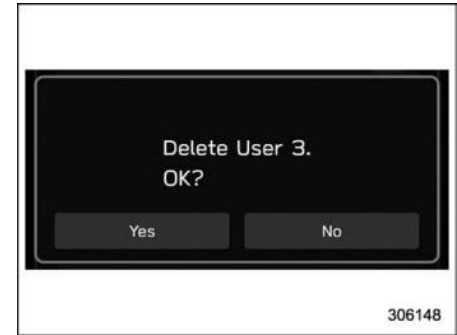 Delete User 3.
OK?
Yes No
306148